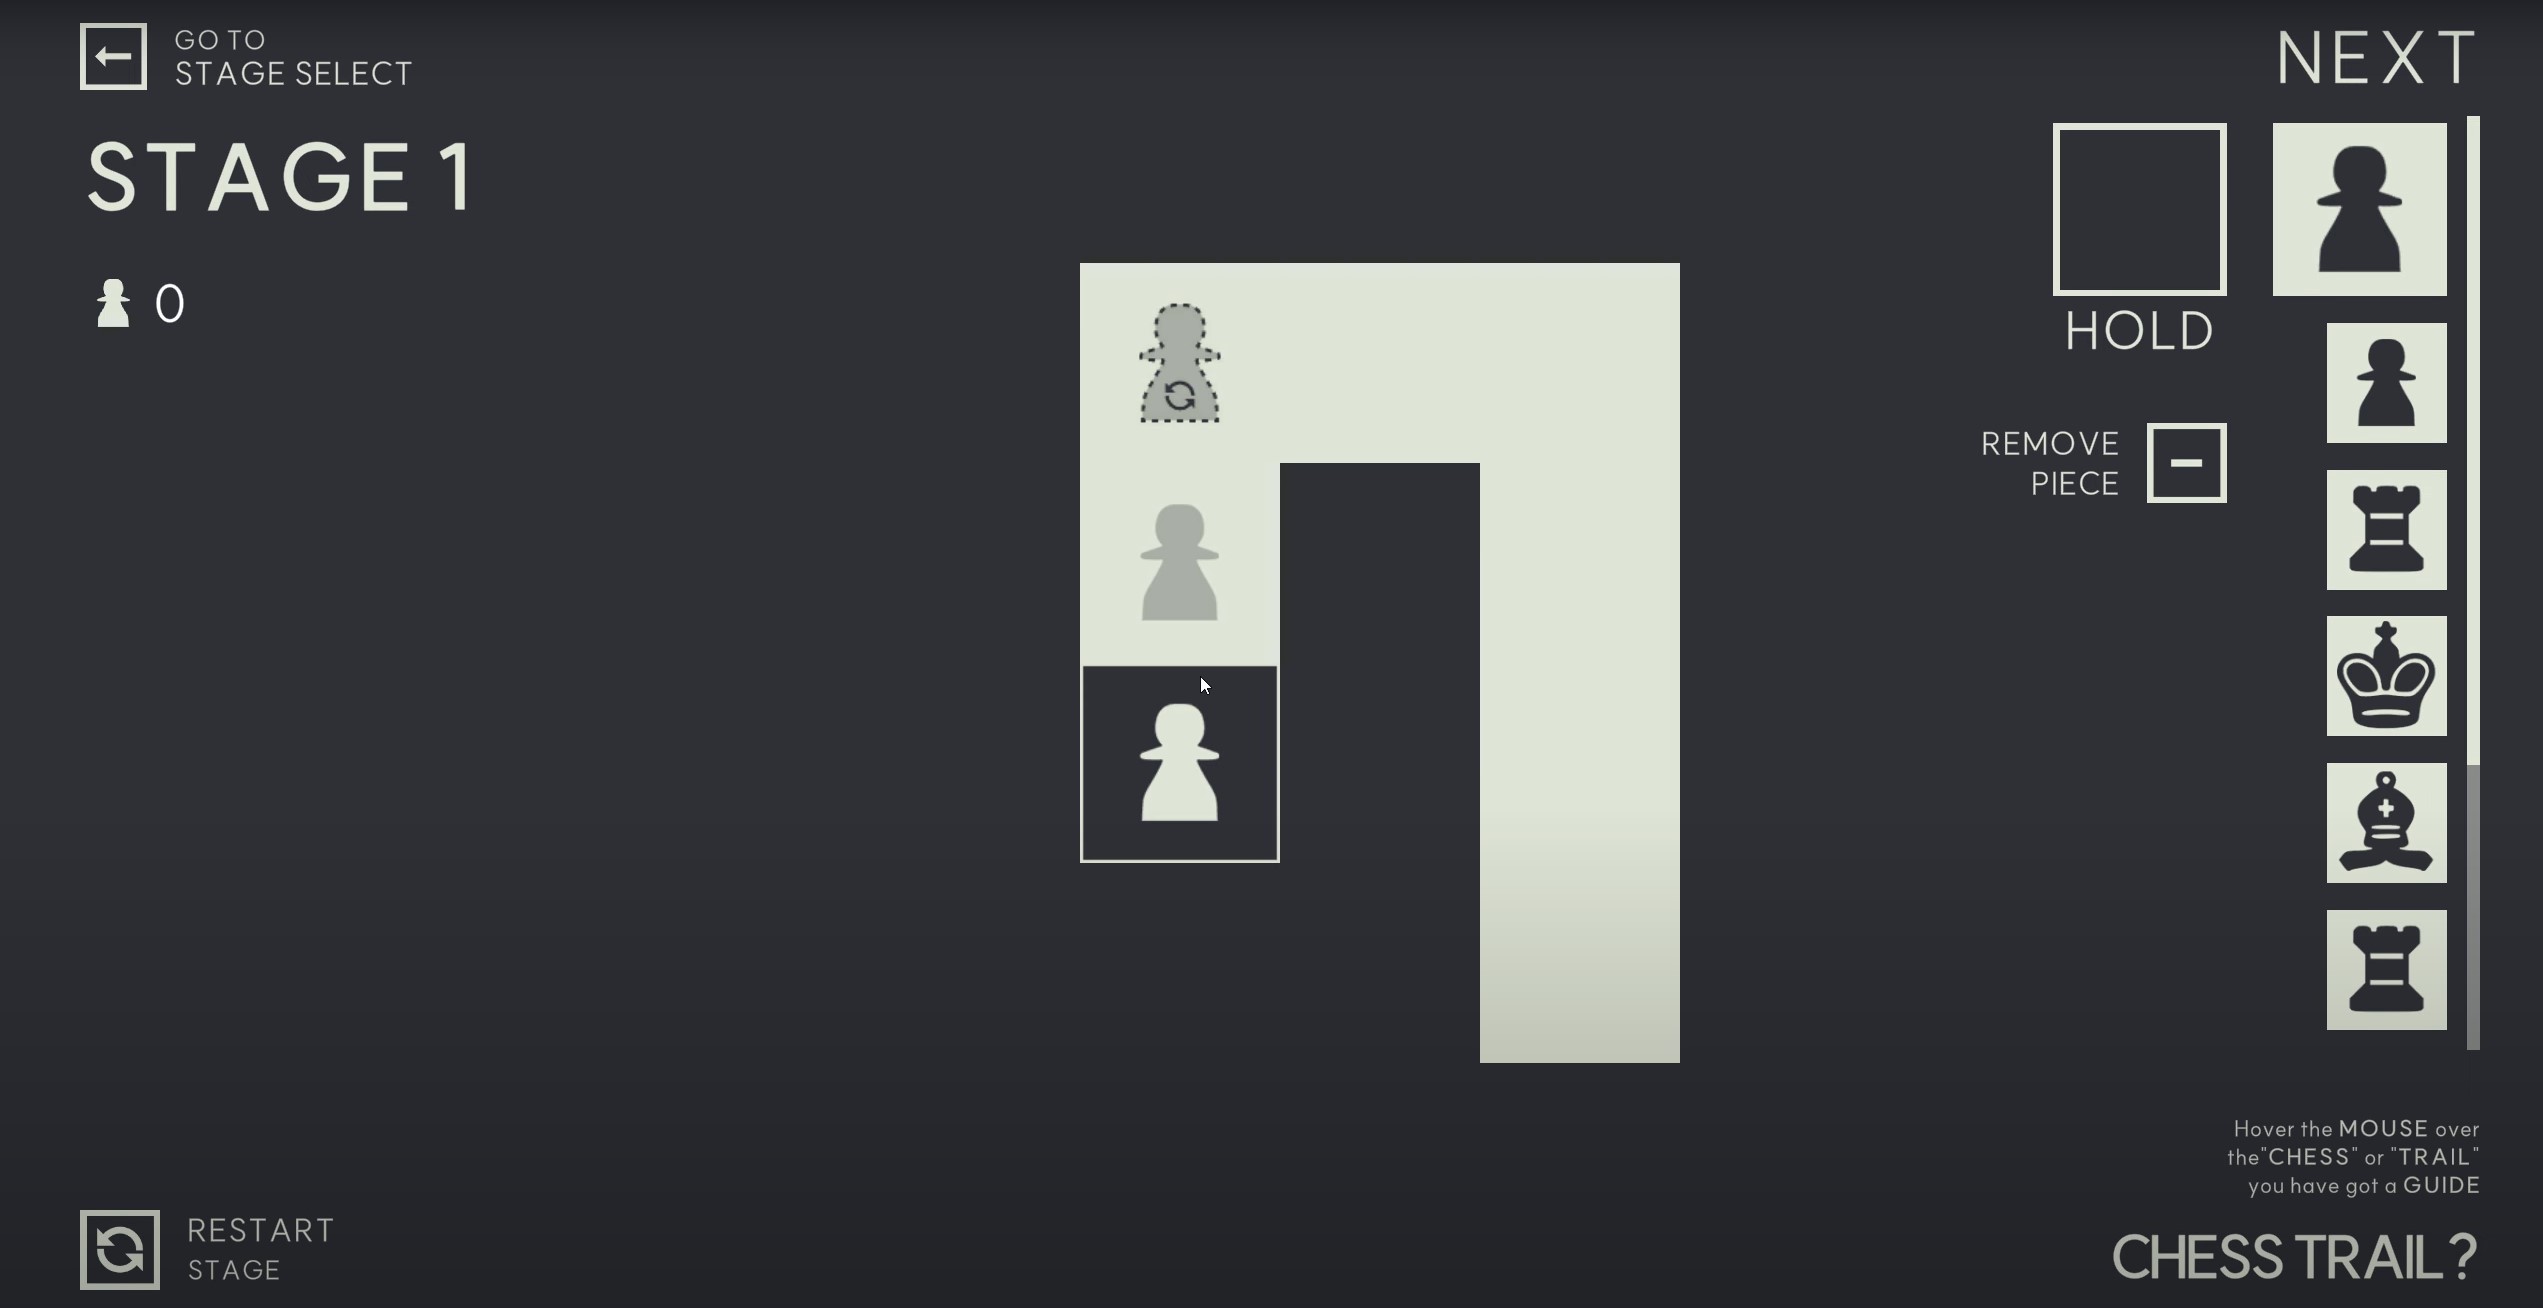 GO TO
STAGE SELECT
STAGE 1
0
NEXT
HOLD
REMOVE
PIECE
Hover the MOUSE over
the"CHESS" or "TRAIL"
you have got a GUIDE
RESTART
STAGE
CHESS TRAIL?